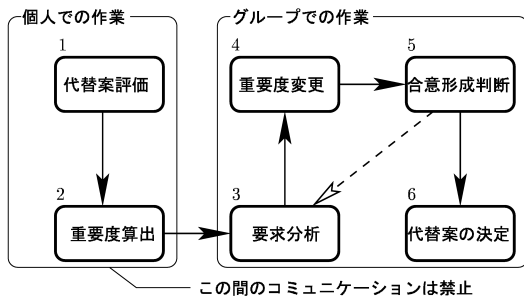 個人での作業
グループでの作業
1
代替案評価
2
重要度算出
3
要求分析
4
重要度変更
5
合意形成判断
6
代替案の決定
この間のコミュニケーションは禁止